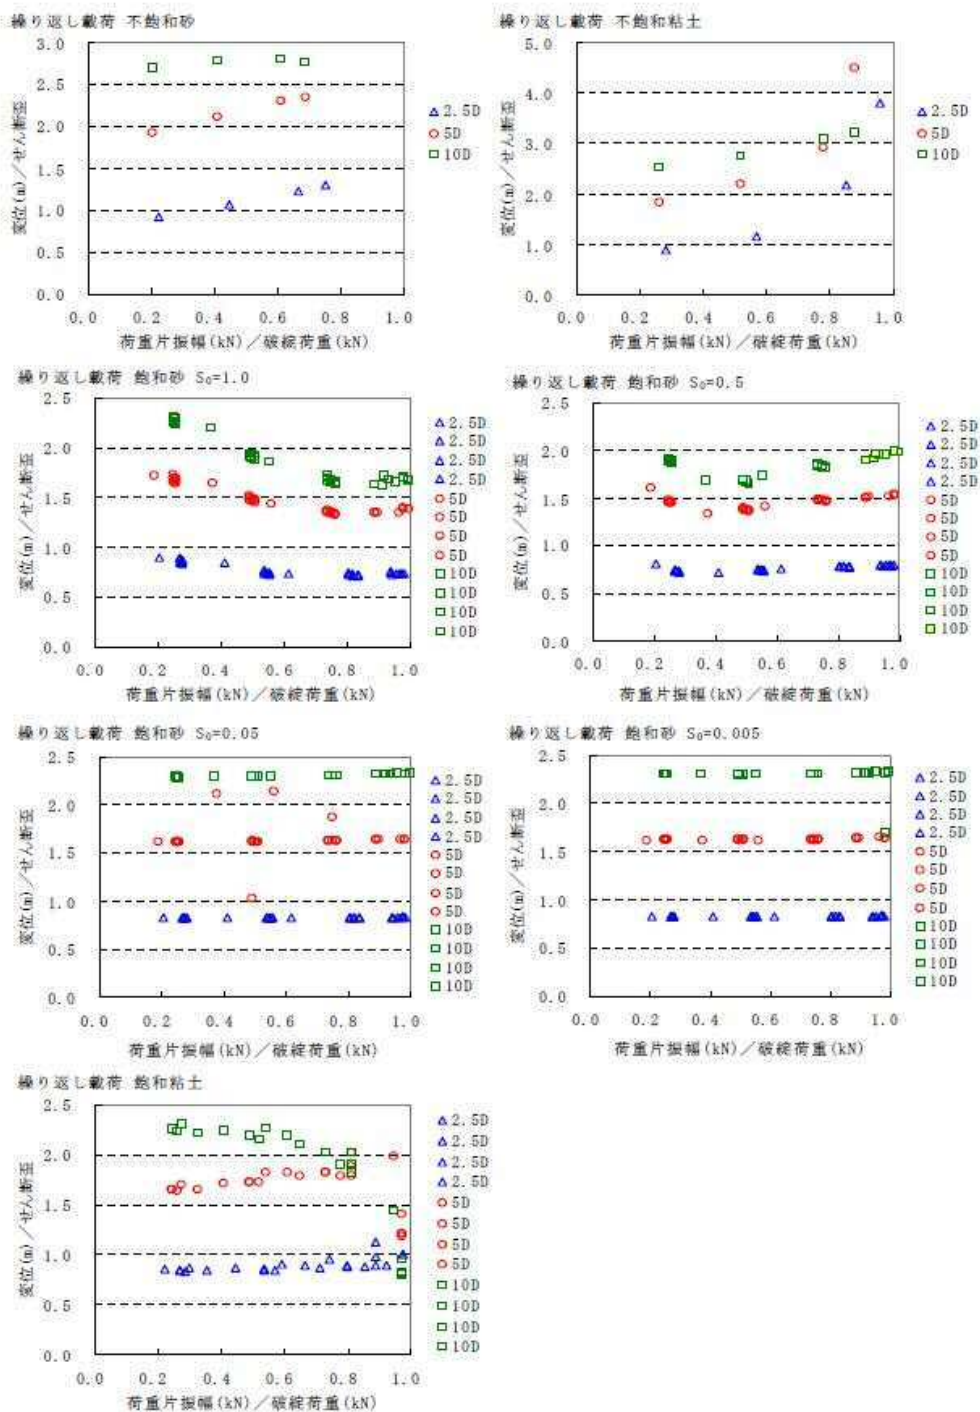 繰り返し載荷 不飽和砂
3.0
2.5
2.0
1.5
1.0
0.5
0.0
0.0 0.2 0.4 0.6 0.8 1.0
変位(m)／せん断歪
荷重片振幅(kN)／破綻荷重(kN)
2.5D
5D
10D
繰り返し載荷 不飽和粘土
5.0
4.0
3.0
2.0
1.0
0.0
0.0 0.2 0.4 0.6 0.8 1.0
変位(m)／せん断歪
荷重片振幅(kN)／破綻荷重(kN)
2.5D
5D
10D
繰り返し載荷 飽和砂 S₀=1.0
2.5
2.0
1.5
1.0
0.5
0.0
0.0 0.2 0.4 0.6 0.8 1.0
変位(m)／せん断歪
荷重片振幅(kN)／破綻荷重(kN)
2.5D
2.5D
2.5D
2.5D
5D
5D
5D
5D
10D
10D
10D
10D
繰り返し載荷 飽和砂 S₀=0.5
2.5
2.0
1.5
1.0
0.5
0.0
0.0 0.2 0.4 0.6 0.8 1.0
変位(m)／せん断歪
荷重片振幅(kN)／破綻荷重(kN)
2.5D
2.5D
2.5D
2.5D
5D
5D
5D
5D
10D
10D
10D
10D
繰り返し載荷 飽和砂 S₀=0.05
2.5
2.0
1.5
1.0
0.5
0.0
0.0 0.2 0.4 0.6 0.8 1.0
変位(m)／せん断歪
荷重片振幅(kN)／破綻荷重(kN)
2.5D
2.5D
2.5D
2.5D
5D
5D
5D
5D
10D
10D
10D
10D
繰り返し載荷 飽和砂 S₀=0.005
2.5
2.0
1.5
1.0
0.5
0.0
0.0 0.2 0.4 0.6 0.8 1.0
変位(m)／せん断歪
荷重片振幅(kN)／破綻荷重(kN)
2.5D
2.5D
2.5D
2.5D
5D
5D
5D
5D
10D
10D
10D
10D
繰り返し載荷 飽和粘土
2.5
2.0
1.5
1.0
0.5
0.0
0.0 0.2 0.4 0.6 0.8 1.0
変位(m)／せん断歪
荷重片振幅(kN)／破綻荷重(kN)
2.5D
2.5D
2.5D
2.5D
5D
5D
5D
5D
10D
10D
10D
10D